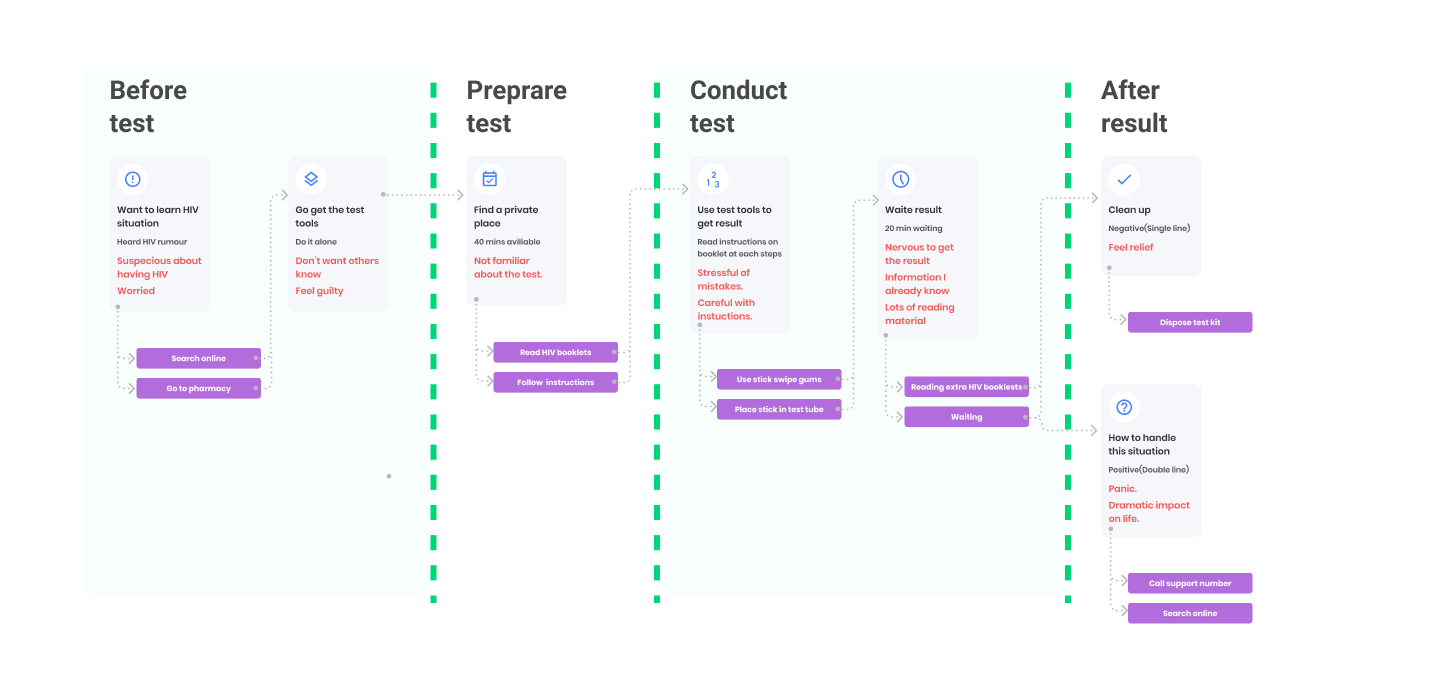 Before
test
Want to learn HIV
situation
Heard HIV rumour
Suspecious about
having HIV
Worried
Search online
Go to pharmacy
Go get the test
tools
Do it alone
Don't want others
know
Feel guilty
Preprare
test
Find a private
place
40 mins aviliable
Not familiar
about the test.
Read HIV booklets
Follow instructions
Conduct
test
1 2 3
Use test tools to
get result
Read instructions on
booklet at each steps
Stressful of
mistakes.
Careful with
instuctions.
Use stick swipe gums
Place stick in test tube
Waite result
20 min waiting
Nervous to get
the result
Information I
already know
Lots of reading
material
Reading extra HIV booklests
Waiting
After
result
Clean up
Negative(Single line)
Feel relief
Dispose test kit
How to handle
this situation
Positive(Double line)
Panic.
Dramatic impact
on life.
Call support number
Search online